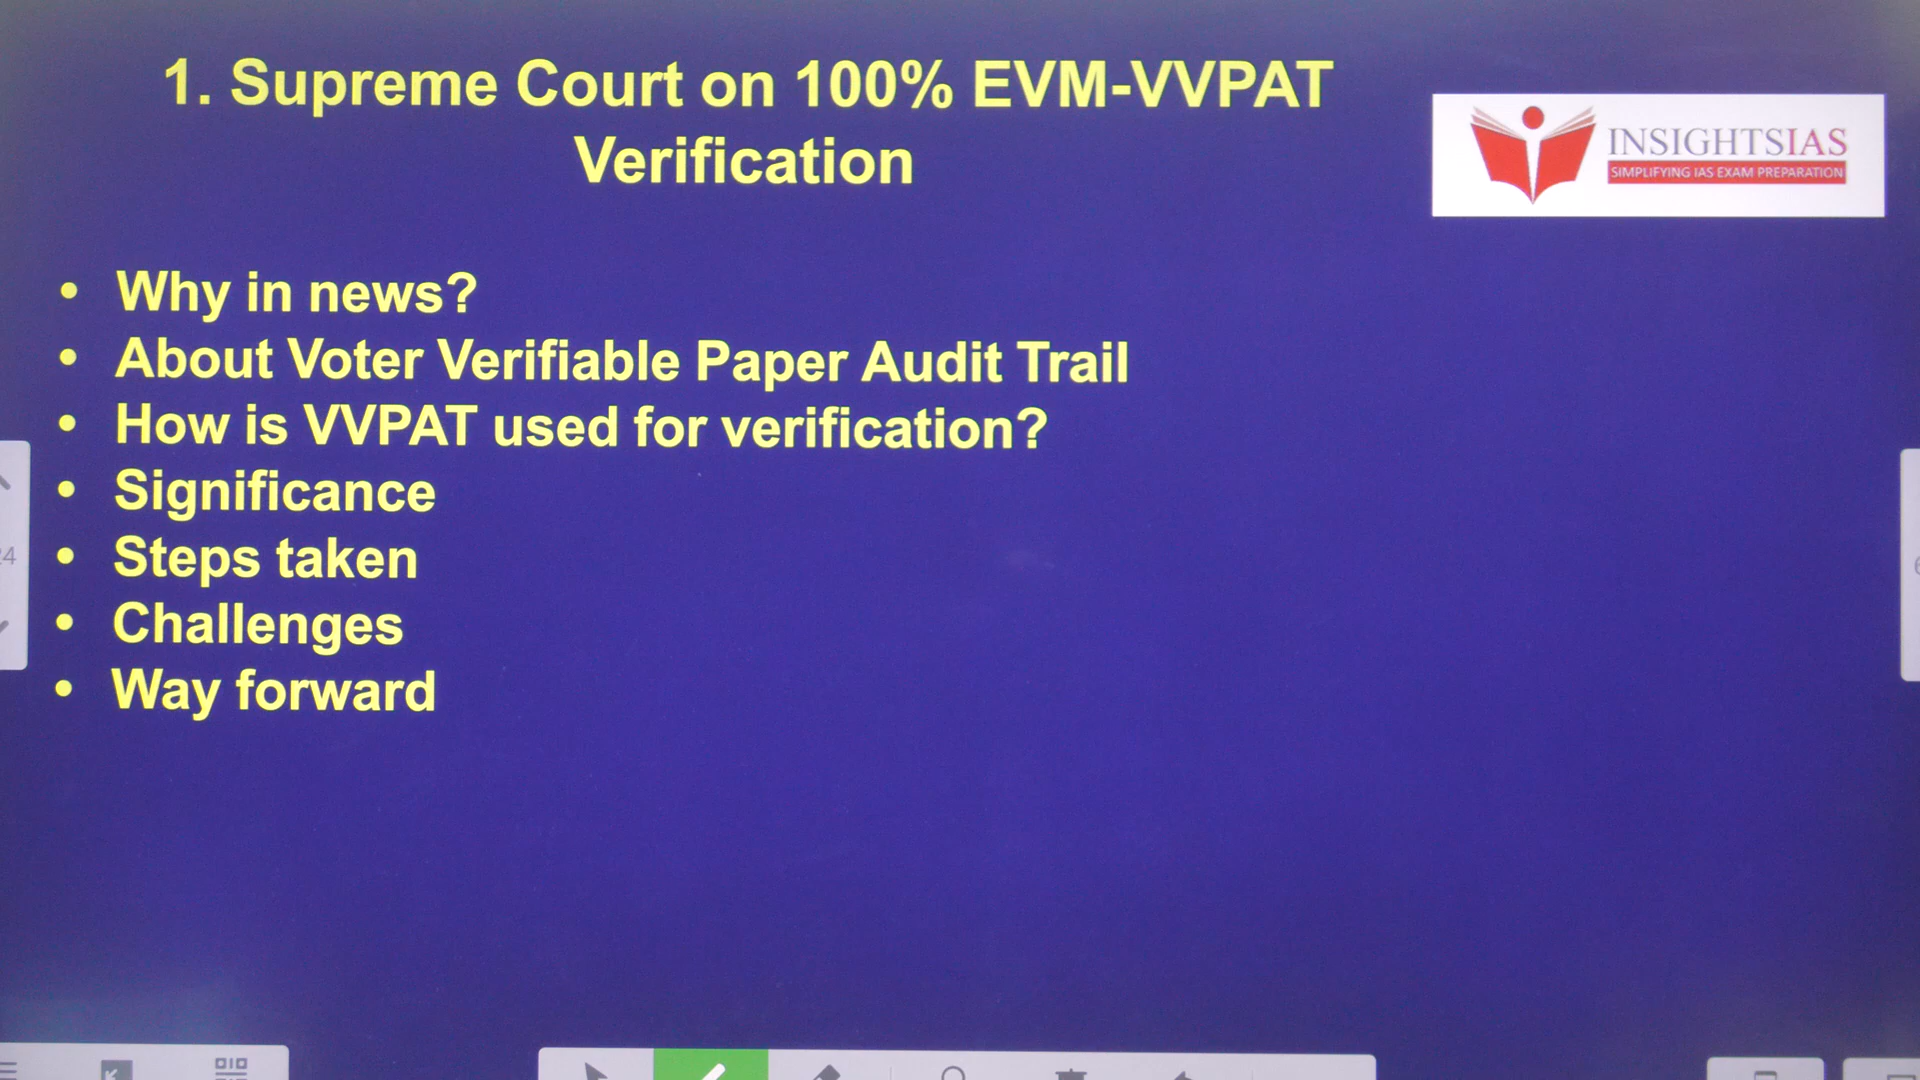 1. Supreme Court on 100% EVM-VVPAT
Verification
INSIGHTSIAS
SIMPLIFYING IAS EXAM PREPARATION
• Why in news?
• About Voter Verifiable Paper Audit Trail
• How is VVPAT used for verification?
• Significance
• Steps taken
• Challenges
• Way forward